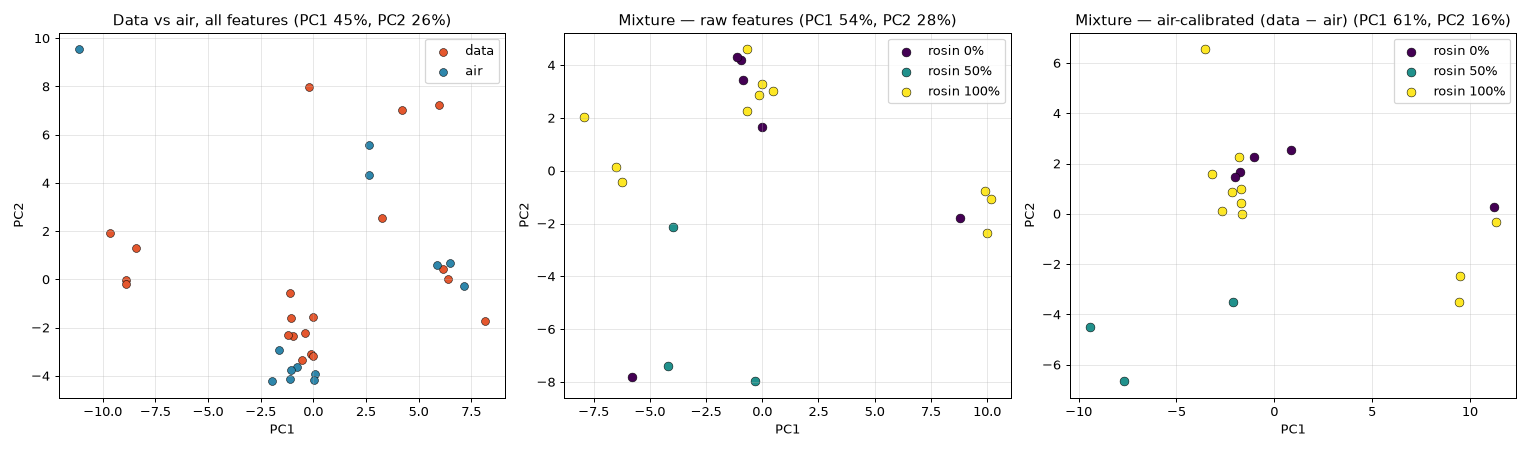 Data vs air, all features (PC1 45%, PC2 26%)
data
air
10
8
6
4
2
0
−2
−4
PC2
−10.0
−7.5
−5.0
−2.5
0.0
2.5
5.0
7.5
PC1
Mixture — raw features (PC1 54%, PC2 28%)
rosin 0%
rosin 50%
rosin 100%
4
2
0
−2
−4
−6
−8
PC2
−7.5
−5.0
−2.5
0.0
2.5
5.0
7.5
10.0
PC1
Mixture — air-calibrated (data − air) (PC1 61%, PC2 16%)
rosin 0%
rosin 50%
rosin 100%
6
4
2
0
−2
−4
−6
PC2
−10
−5
0
5
10
PC1